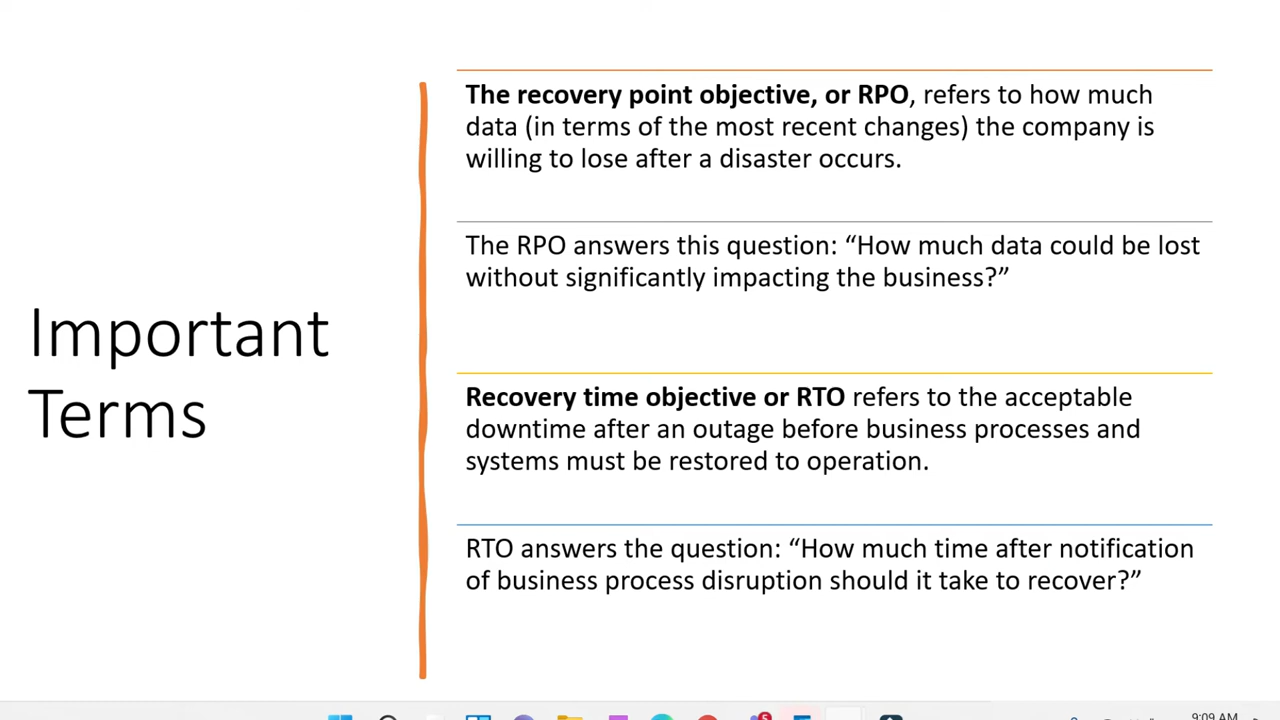 Important
Terms
The recovery point objective, or RPO, refers to how much
data (in terms of the most recent changes) the company is
willing to lose after a disaster occurs.
The RPO answers this question: “How much data could be lost
without significantly impacting the business?”
Recovery time objective or RTO refers to the acceptable
downtime after an outage before business processes and
systems must be restored to operation.
RTO answers the question: “How much time after notification
of business process disruption should it take to recover?”
9:09 AM